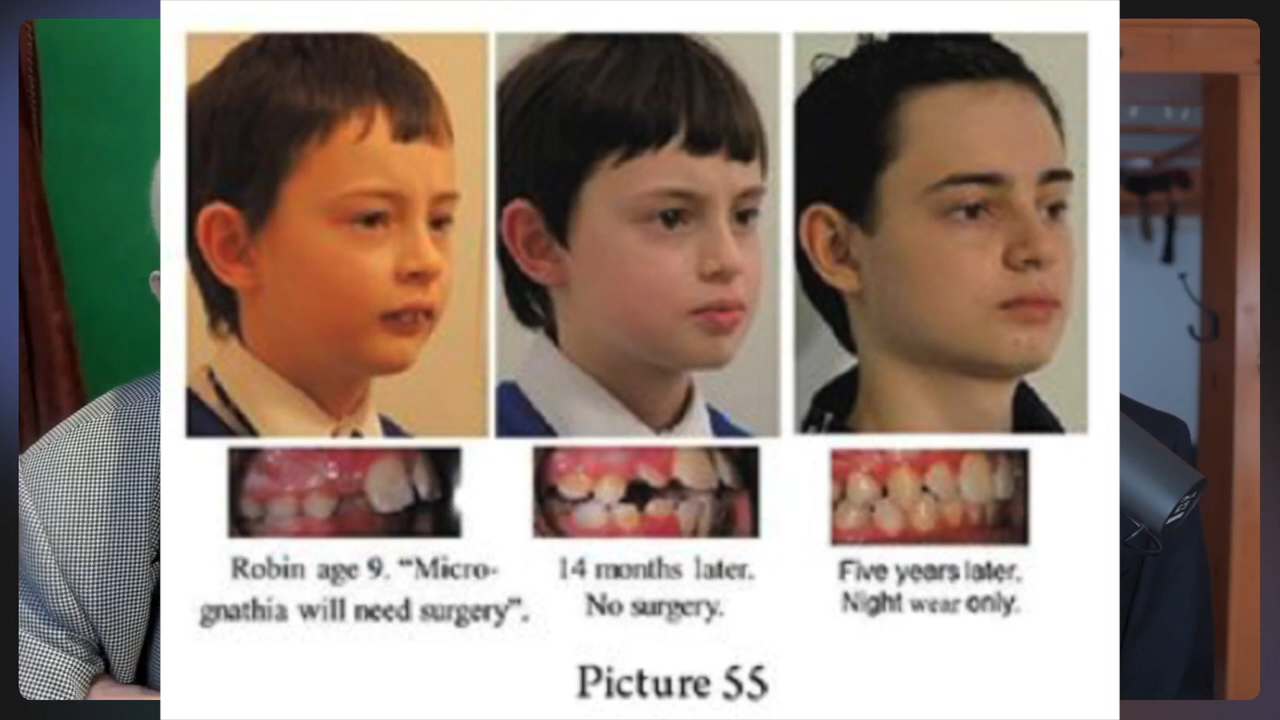 Robin age 9. “Micro-
gnathia will need surgery”.
14 months later.
No surgery.
Five years later.
Night wear only.
Picture 55